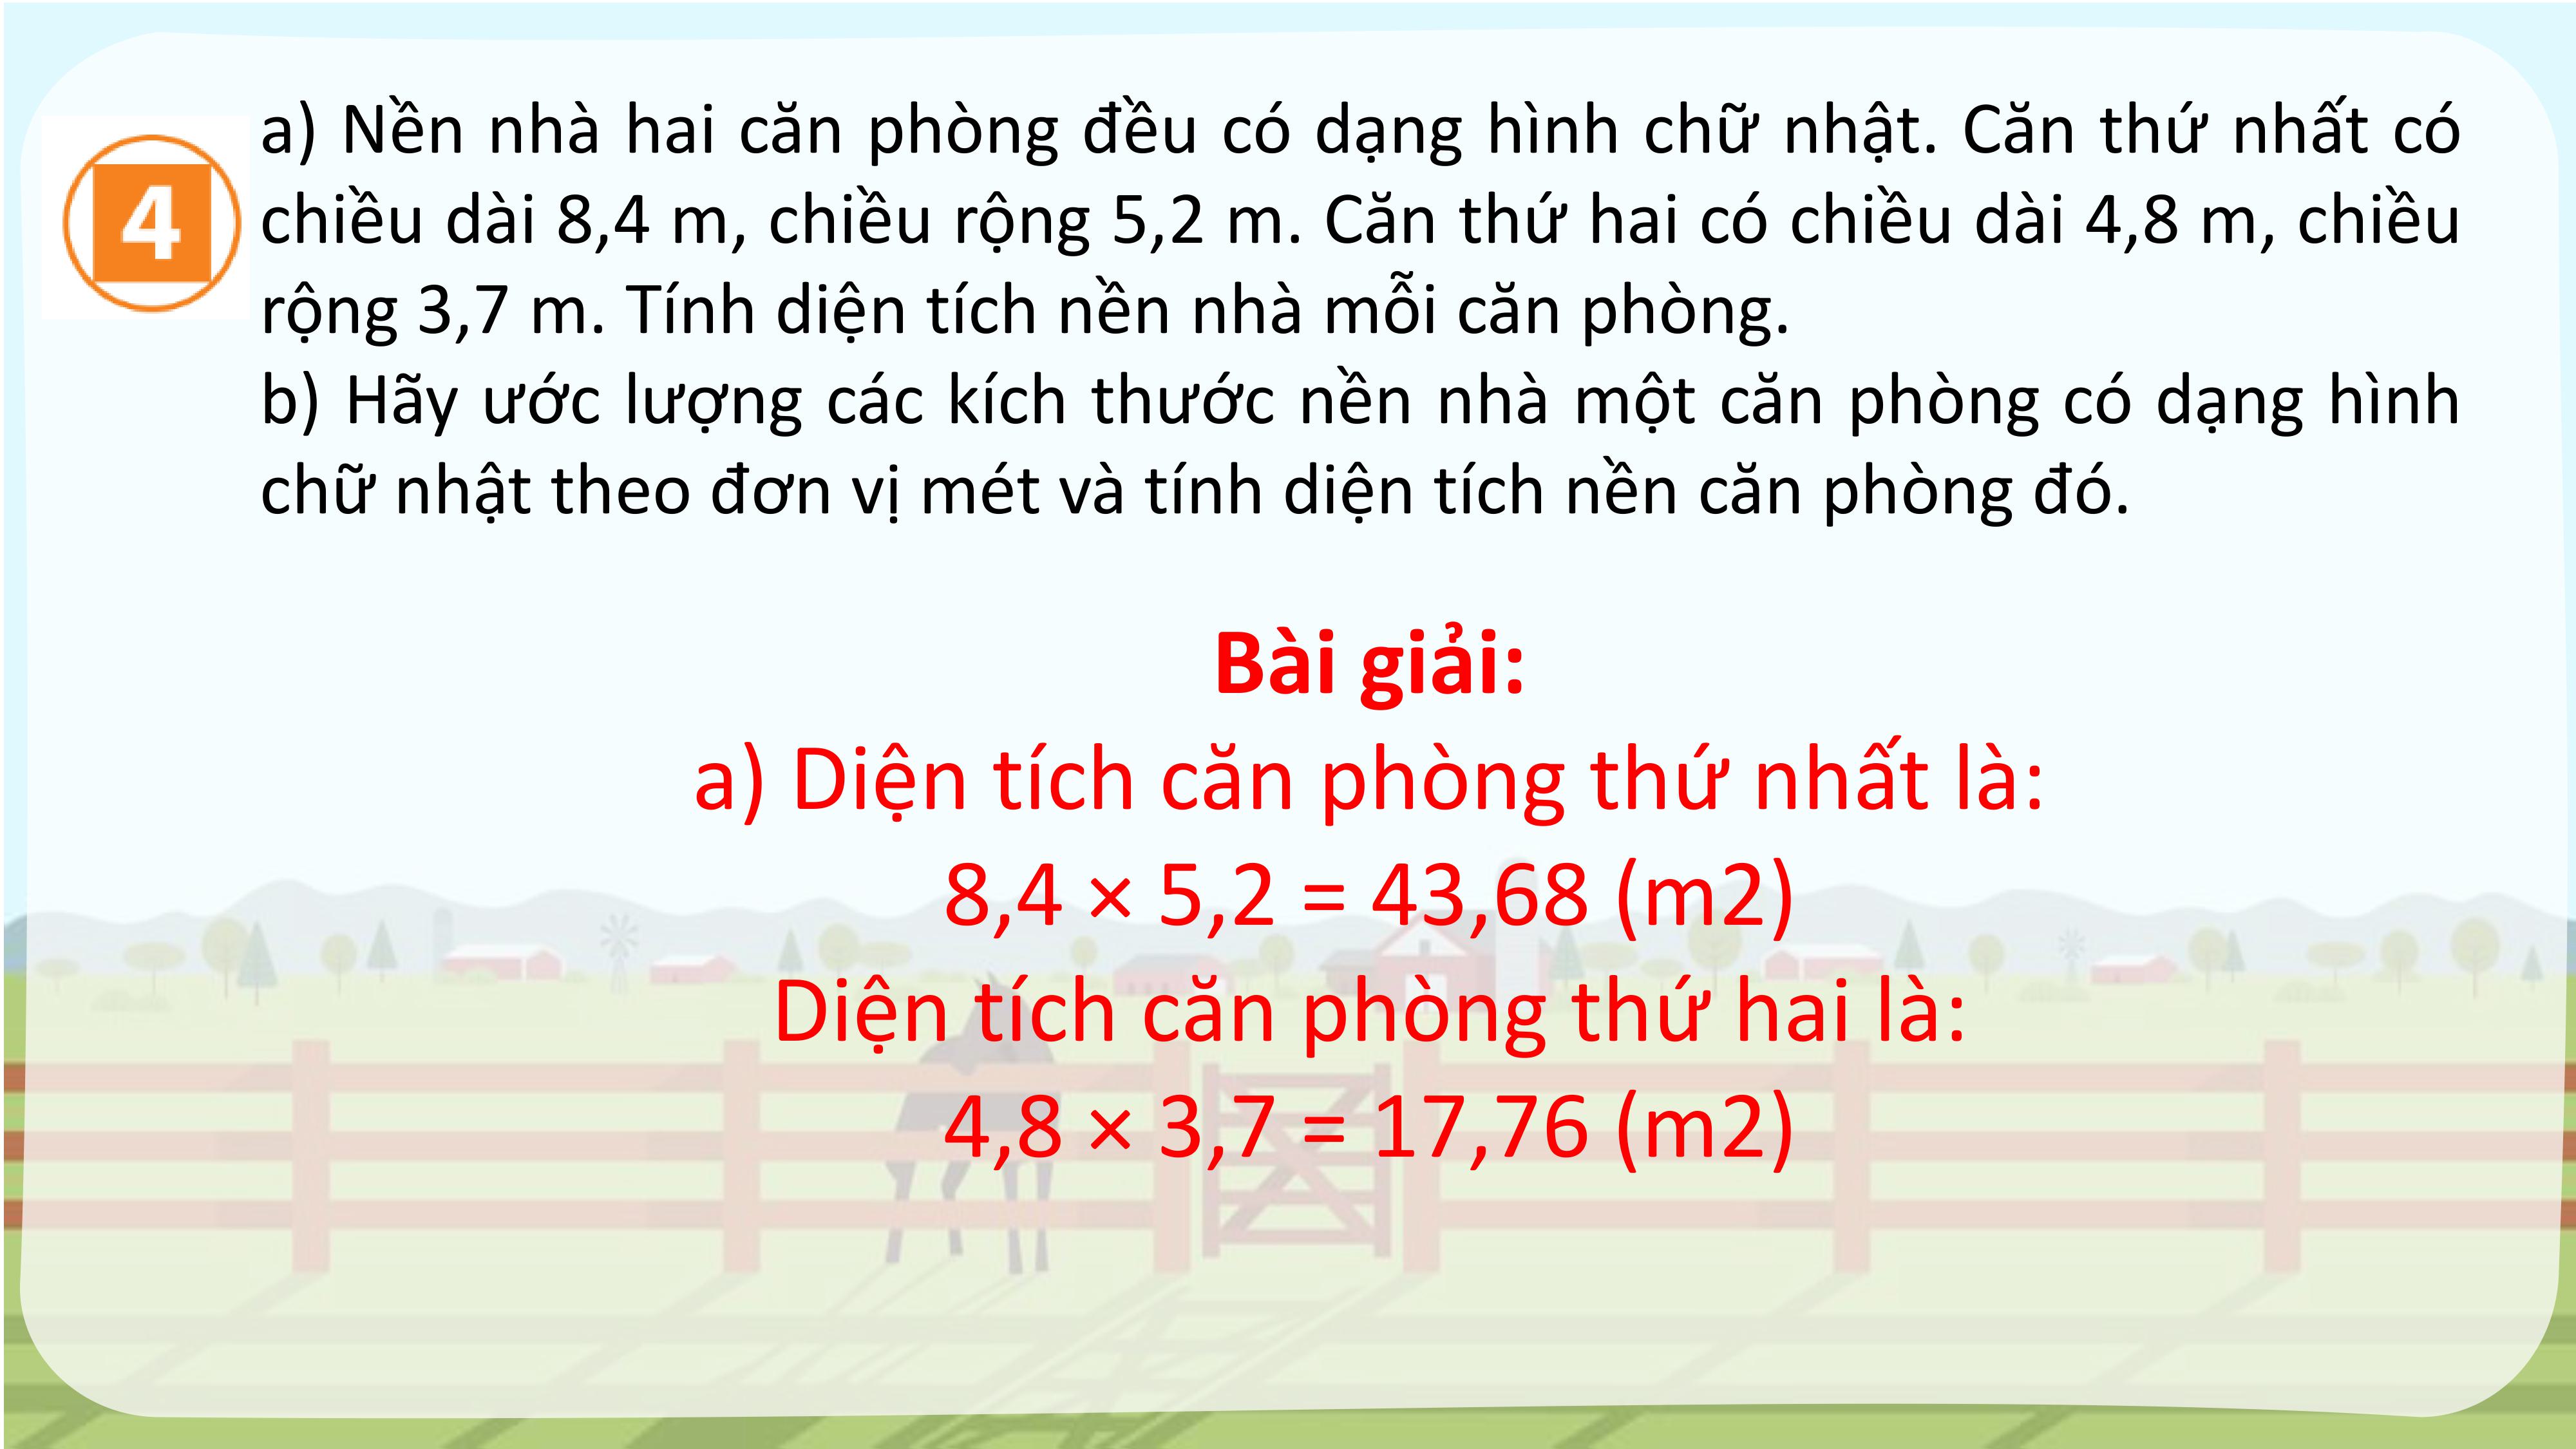 4
a) Nền nhà hai căn phòng đều có dạng hình chữ nhật. Căn thứ nhất có
chiều dài 8,4 m, chiều rộng 5,2 m. Căn thứ hai có chiều dài 4,8 m, chiều
rộng 3,7 m. Tính diện tích nền nhà mỗi căn phòng.
b) Hãy ước lượng các kích thước nền nhà một căn phòng có dạng hình
chữ nhật theo đơn vị mét và tính diện tích nền căn phòng đó.
Bài giải:
a) Diện tích căn phòng thứ nhất là:
8,4 × 5,2 = 43,68 (m2)
Diện tích căn phòng thứ hai là:
4,8 × 3,7 = 17,76 (m2)